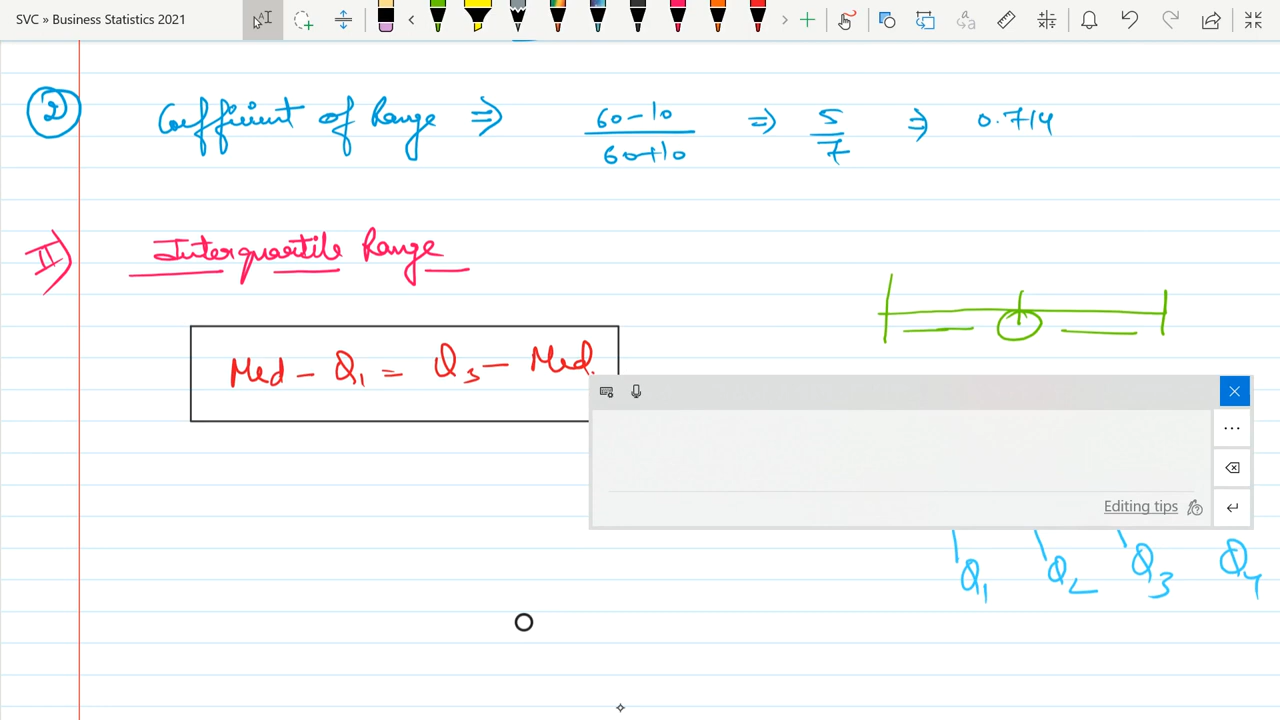 SVC » Business Statistics 2021
2 Coefficient of Range ⇒ 60-10 / 60+10 ⇒ 5 / 7 ⇒ 0.714
II) Interquartile Range
Med - Q1 = Q3 - Med.
Editing tips
Q1 Q2 Q3 Q4